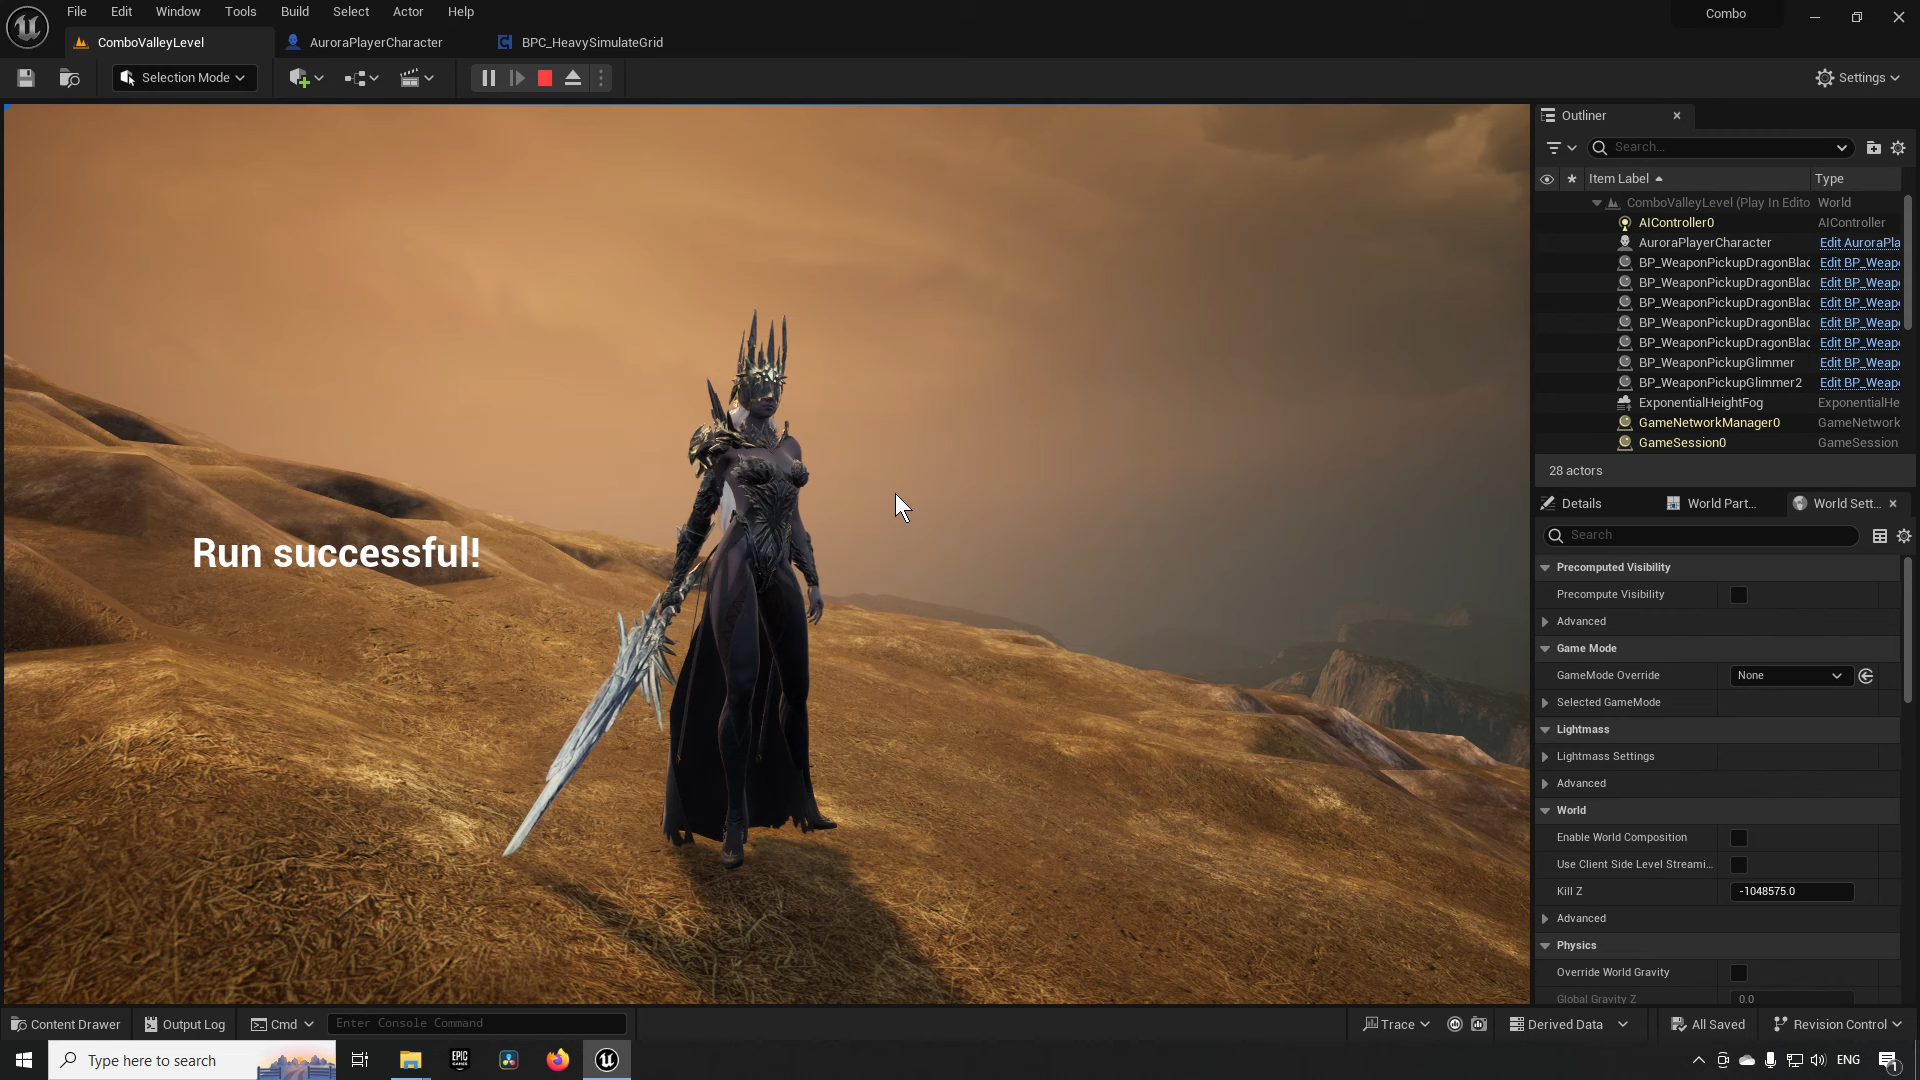 File Edit Window Tools Build Select Actor Help
Combo
ComboValleyLevel AuroraPlayerCharacter BPC_HeavySimulateGrid
Selection Mode Settings
Run successful!
Outliner
Search...
Item Label Type
ComboValleyLevel (Play In Edito World
AIController0 AIController
AuroraPlayerCharacter Edit AuroraPla
BP_WeaponPickupDragonBlac Edit BP_Weap
BP_WeaponPickupDragonBlac Edit BP_Weap
BP_WeaponPickupDragonBlac Edit BP_Weap
BP_WeaponPickupDragonBlac Edit BP_Weap
BP_WeaponPickupDragonBlac Edit BP_Weap
BP_WeaponPickupGlimmer Edit BP_Weap
BP_WeaponPickupGlimmer2 Edit BP_Weap
ExponentialHeightFog ExponentialHe
GameNetworkManager0 GameNetwork
GameSession0 GameSession
28 actors
Details World Part... World Sett...
Search
Precomputed Visibility
Precompute Visibility
Advanced
Game Mode
GameMode Override None
Selected GameMode
Lightmass
Lightmass Settings
Advanced
World
Enable World Composition
Use Client Side Level Streami...
Kill Z -1048575.0
Advanced
Physics
Override World Gravity
Global Gravity Z 0.0
Content Drawer Output Log Cmd Enter Console Command Trace Derived Data All Saved Revision Control
Type here to search EPIC GAMES ENG 1